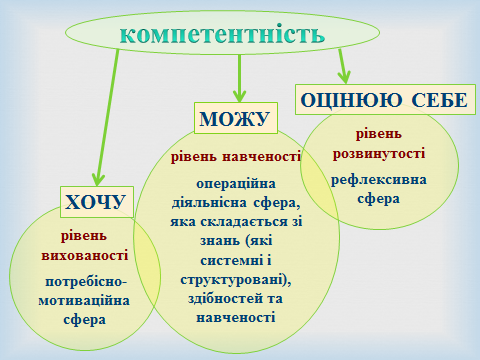 компетентність
ХОЧУ
рівень
вихованості
потребісно-
мотиваційна
сфера
МОЖУ
рівень навченості
операційна
діяльнісна сфера,
яка складається зі
знань (які
системні і
структуровані),
здібностей та
навченості
ОЦІНЮЮ СЕБЕ
рівень
розвинутості
рефлексивна
сфера